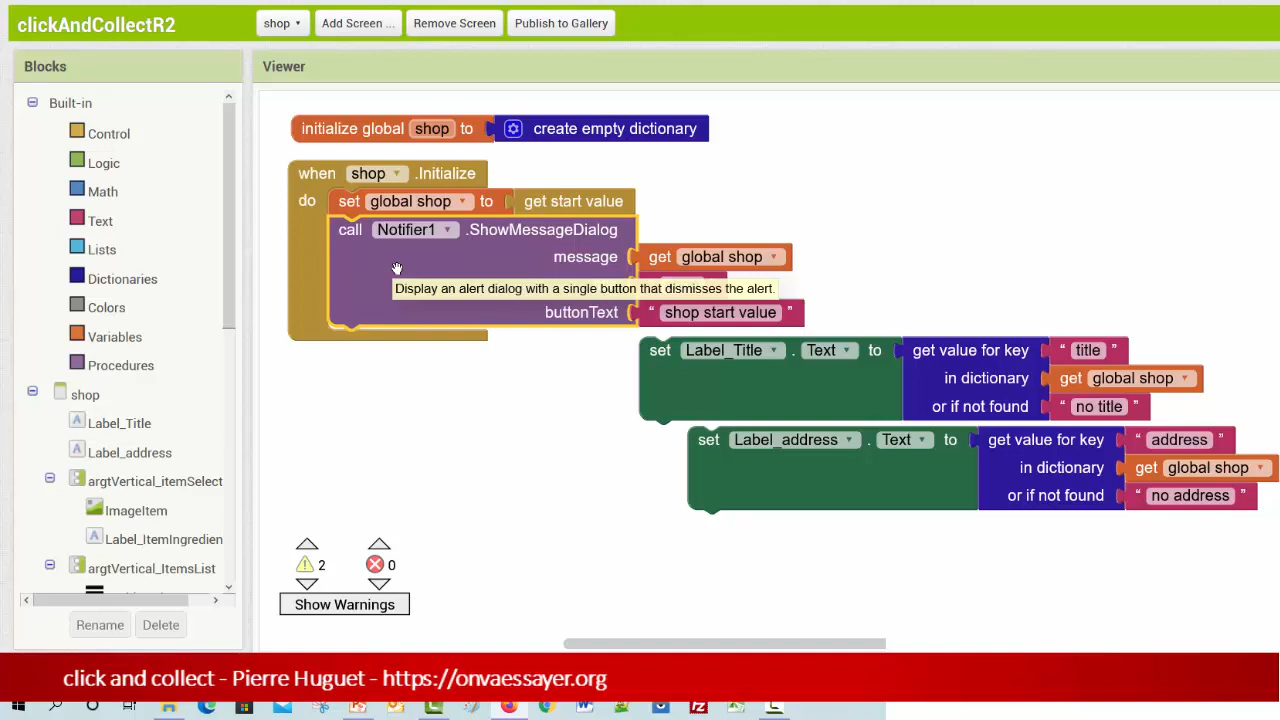 clickAndCollectR2
shop
Add Screen ...
Remove Screen
Publish to Gallery
Blocks
Viewer
Built-in
Control
Logic
Math
Text
Lists
Dictionaries
Colors
Variables
Procedures
shop
Label_Title
Label_address
argtVertical_itemSelect
ImageItem
Label_ItemIngredien
argtVertical_ItemsList
Rename
Delete
initialize global shop to create empty dictionary
when shop .Initialize
do set global shop to get start value
call Notifier1 .ShowMessageDialog
message get global shop
Display an alert dialog with a single button that dismisses the alert.
buttonText “ shop start value ”
set Label_Title . Text to get value for key “ title ”
in dictionary get global shop
or if not found “ no title ”
set Label_address . Text to get value for key “ address ”
in dictionary get global shop
or if not found “ no address ”
2 0
Show Warnings
click and collect - Pierre Huguet - https://onvaessayer.org